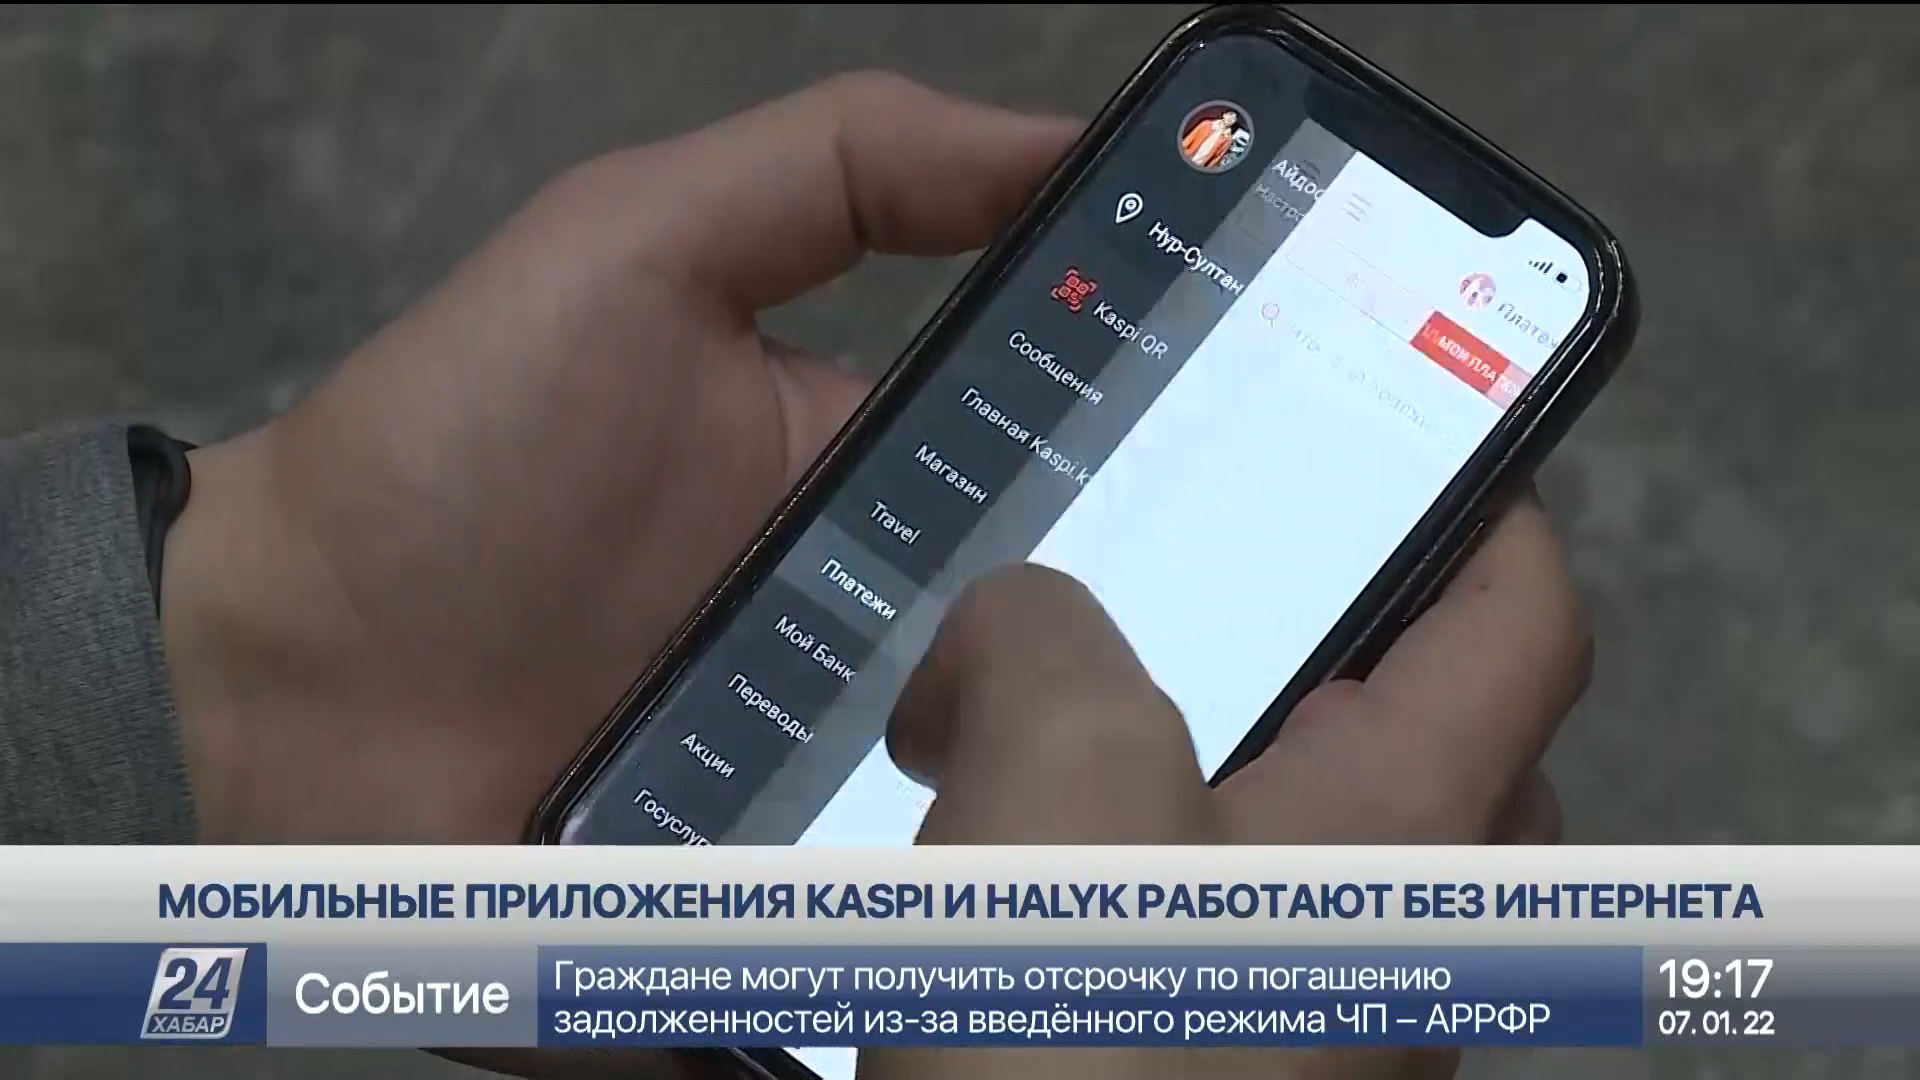 Айдос
Нур-Султан
Kaspi QR
Сообщения
Главная Kaspi.k
Магазин
Travel
Платежи
Мой Банк
Переводы
Акции
Госуслуг
МОБИЛЬНЫЕ ПРИЛОЖЕНИЯ KASPI И HALYK РАБОТАЮТ БЕЗ ИНТЕРНЕТА
24
ХАБАР
Событие
Граждане могут получить отсрочку по погашению
задолженностей из-за введённого режима ЧП – АРРФР
19:17
07. 01. 22